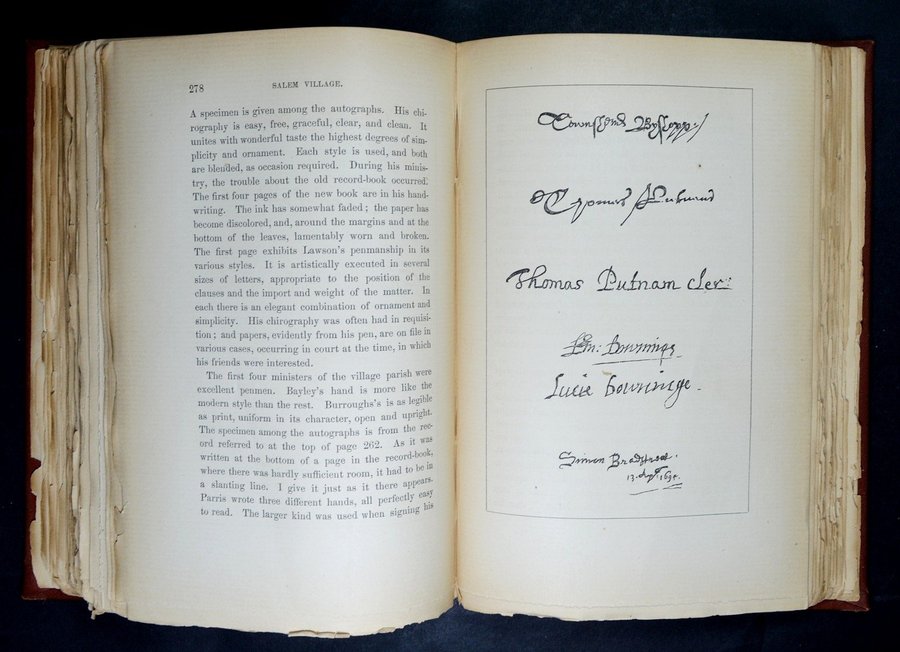 278
SALEM VILLAGE.
A specimen is given among the autographs. His chi-
rography is easy, free, graceful, clear, and clean. It
unites with wonderful taste the highest degrees of sim-
plicity and ornament. Each style is used, and both
are blended, as occasion required. During his minis-
try, the trouble about the old record-book occurred.
The first four pages of the new book are in his hand-
writing. The ink has somewhat faded; the paper has
become discolored, and, around the margins and at the
bottom of the leaves, lamentably worn and broken.
The first page exhibits Lawson's penmanship in its
various styles. It is artistically executed in several
sizes of letters, appropriate to the position of the
clauses and the import and weight of the matter. In
each there is an elegant combination of ornament and
simplicity. His chirography was often had in requisi-
tion; and papers, evidently from his pen, are on file in
various cases, occurring in court at the time, in which
his friends were interested.
The first four ministers of the village parish were
excellent penmen. Bayley's hand is more like the
modern style than the rest. Burroughs's is as legible
as print, uniform in its character, open and upright.
The specimen among the autographs is from the rec-
ord referred to at the top of page 262. As it was
written at the bottom of a page in the record-book,
where there was hardly sufficient room, it had to be in
a slanting line. I give it just as it there appears.
Parris wrote three different hands, all perfectly easy
to read. The larger kind was used when signing his
Townsend Byshopp
Thomas Putnam cler:
Em: Downinge
Lucie Downinge
Simon Bradstreet.